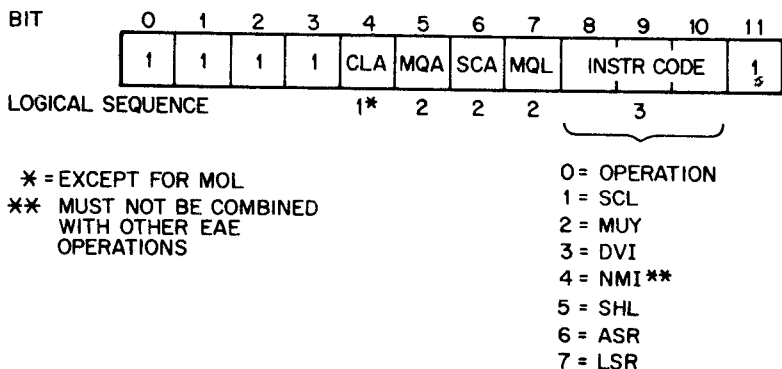 BIT 0 1 2 3 4 5 6 7 8 9 10 11
1 1 1 1 CLA MQA SCA MQL INSTR CODE 1
LOGICAL SEQUENCE 1* 2 2 2 3
* = EXCEPT FOR MOL
** MUST NOT BE COMBINED
WITH OTHER EAE
OPERATIONS
0 = OPERATION
1 = SCL
2 = MUY
3 = DVI
4 = NMI**
5 = SHL
6 = ASR
7 = LSR